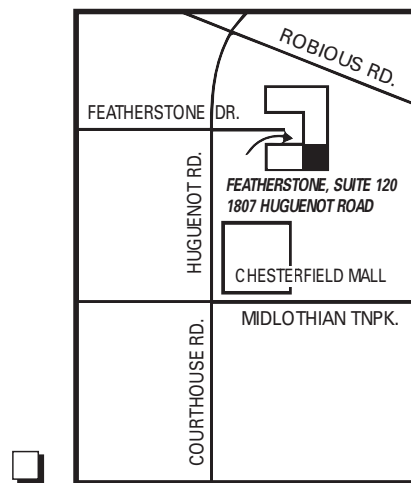 ROBIOUS RD.
FEATHERSTONE DR.
HUGUENOT RD.
FEATHERSTONE, SUITE 120
1807 HUGUENOT ROAD
CHESTERFIELD MALL
MIDLOTHIAN TNPK.
COURTHOUSE RD.